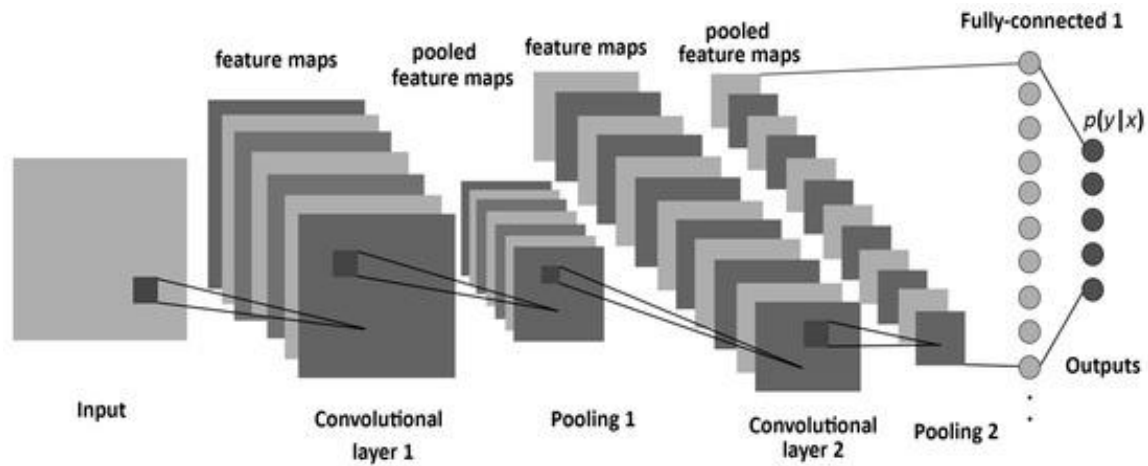 feature maps
pooled
feature maps
feature maps
pooled
feature maps
Fully-connected 1
p(y|x)
Input
Convolutional
layer 1
Pooling 1
Convolutional
layer 2
Pooling 2
Outputs